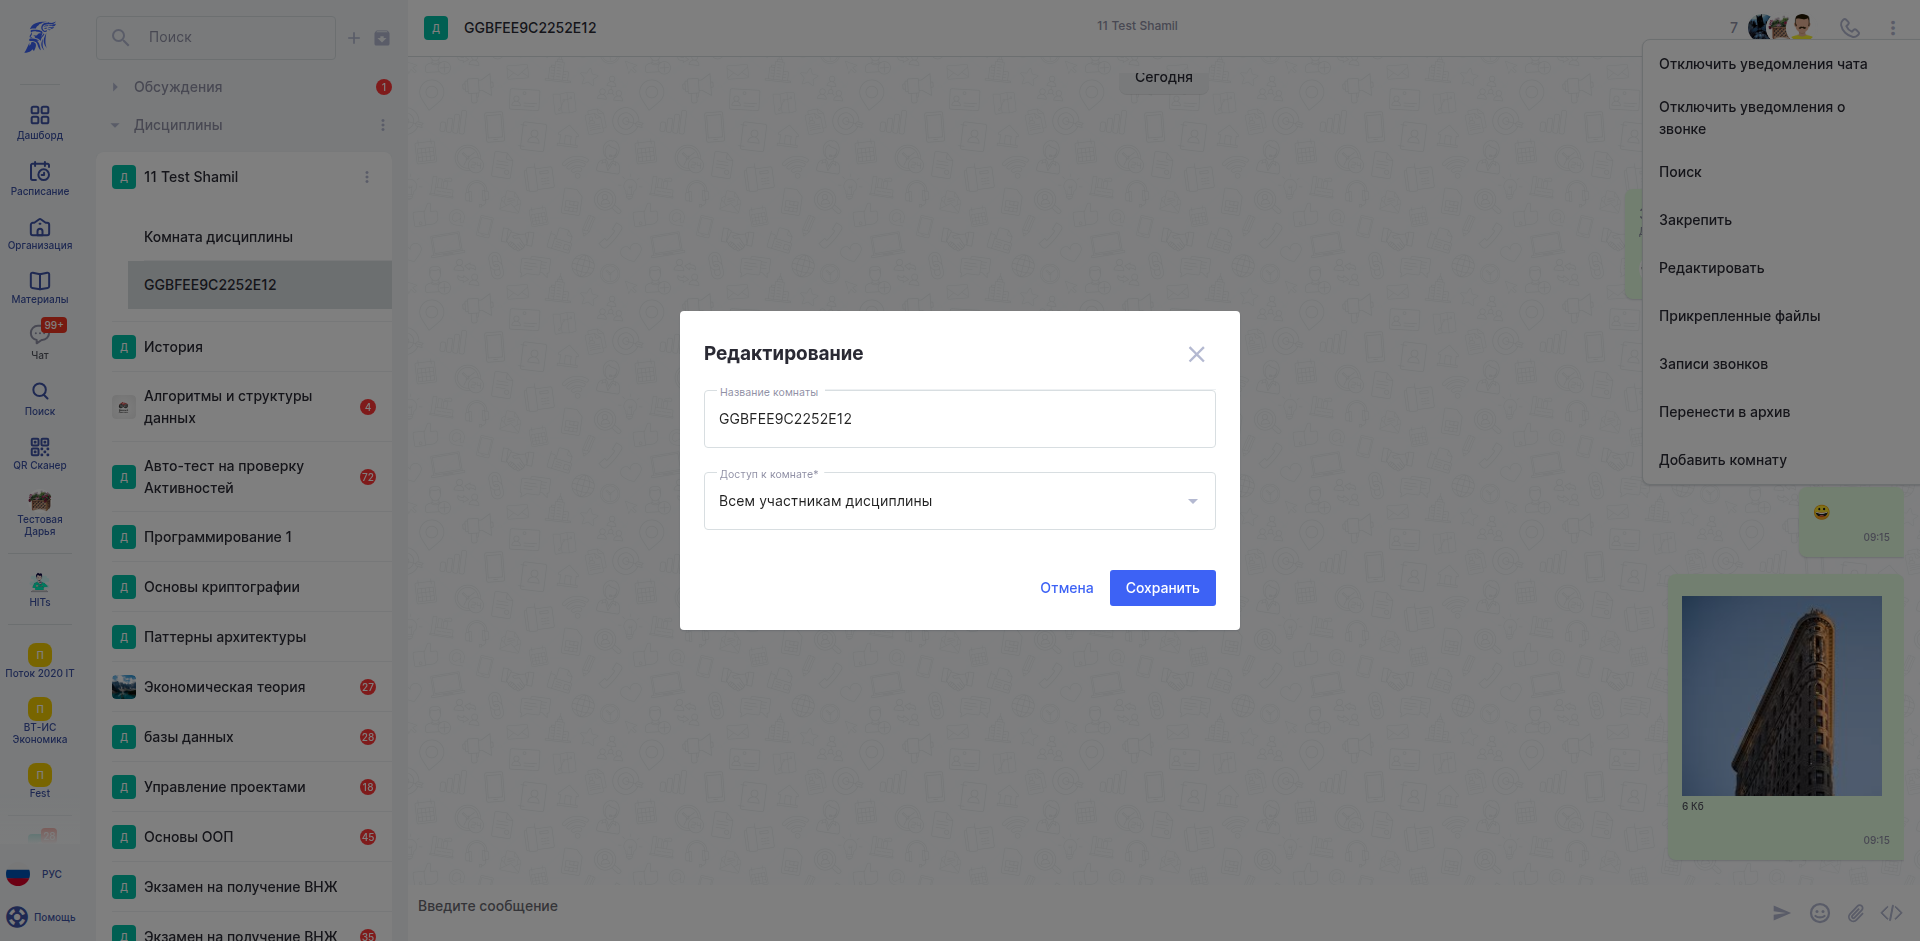 Дашборд
Расписание
Организация
Материалы
99+
Чат
Поиск
QR Сканер
Тестовая
Дарья
HITs
П
Поток 2020 IT
П
ВТ-ИС
Экономика
П
Fest
РУС
Помощь
Поиск
Обсуждения
1
Дисциплины
Д 11 Test Shamil
Комната дисциплины
GGBFEE9C2252E12
Д История
Алгоритмы и структуры
данных
4
Д Авто-тест на проверку
Активностей
72
Д Программирование 1
Д Основы криптографии
Д Паттерны архитектуры
Экономическая теория 27
Д базы данных 28
Д Управление проектами 18
Д Основы ООП 45
Д Экзамен на получение ВНЖ
Д Экзамен на получение ВНЖ 35
Д GGBFEE9C2252E12
11 Test Shamil
7
Сегодня
Отключить уведомления чата
Отключить уведомления о
звонке
Поиск
Закрепить
Редактировать
Прикрепленные файлы
Записи звонков
Перенести в архив
Добавить комнату
Редактирование
Название комнаты
GGBFEE9C2252E12
Доступ к комнате*
Всем участникам дисциплины
Отмена
Сохранить
09:15
6 Кб
09:15
Введите сообщение